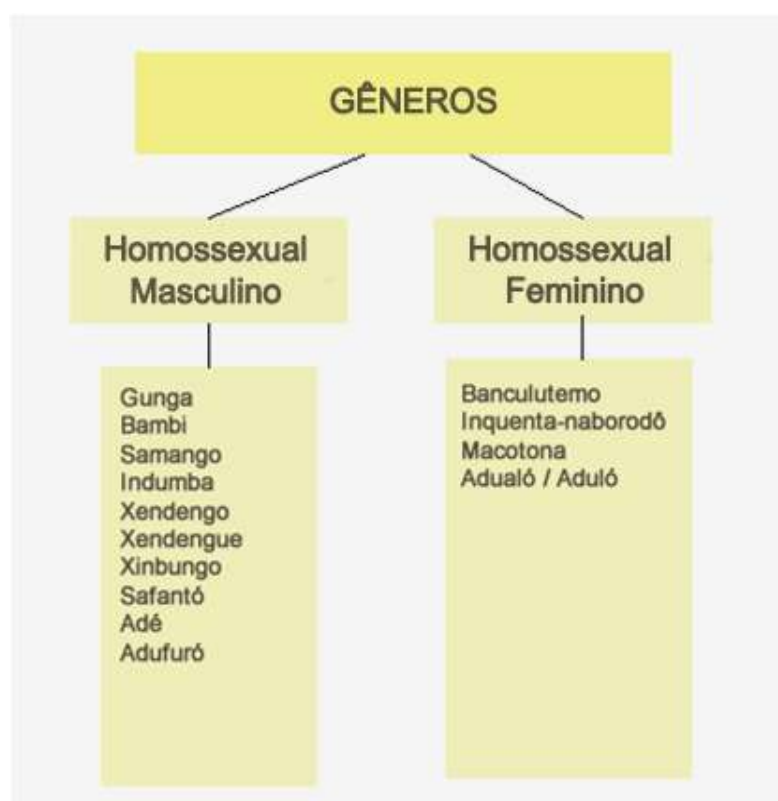 GÊNEROS
Homossexual
Masculino
Gunga
Bambi
Samango
Indumba
Xendengo
Xendengue
Xinbungo
Safantó
Adé
Adufuró
Homossexual
Feminino
Banculutemo
Inquenta-naborodô
Macotona
Adualó / Aduló